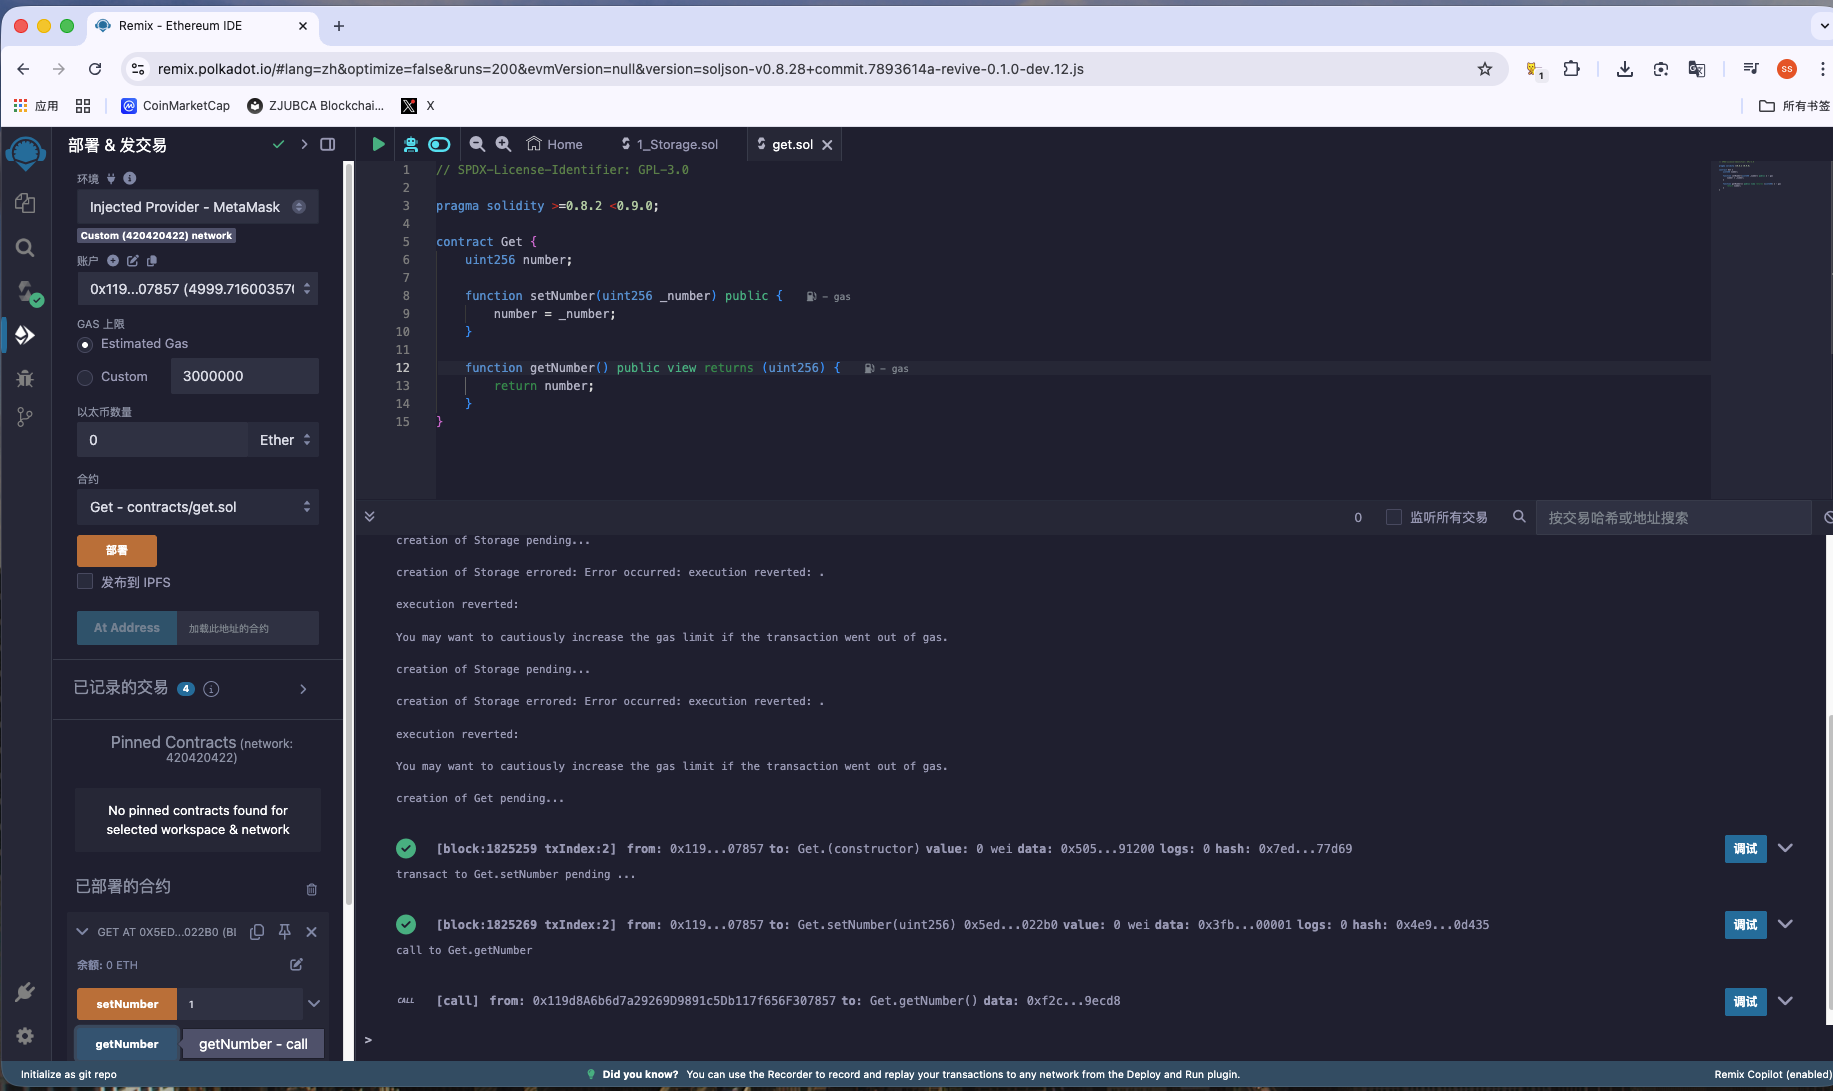 Remix - Ethereum IDE
remix.polkadot.io/#lang=zh&optimize=false&runs=200&evmVersion=null&version=soljson-v0.8.28+commit.7893614a-revive-0.1.0-dev.12.js
1
SS
应用
CoinMarketCap
ZJUBCA Blockchai...
X
所有书签
部署 & 发交易
环境
Injected Provider - MetaMask
Custom (420420422) network
账户
0x119...07857 (4999.716003570
GAS 上限
Estimated Gas
Custom
3000000
以太币数量
0
Ether
合约
Get - contracts/get.sol
部署
发布到 IPFS
At Address
加载此地址的合约
已记录的交易 4
Pinned Contracts (network:
420420422)
No pinned contracts found for
selected workspace & network
已部署的合约
GET AT 0X5ED...022B0 (BL
余额: 0 ETH
setNumber
1
getNumber
getNumber - call
Home
1_Storage.sol
get.sol
1 // SPDX-License-Identifier: GPL-3.0
2
3 pragma solidity >=0.8.2 <0.9.0;
4
5 contract Get {
6 uint256 number;
7
8 function setNumber(uint256 _number) public { - gas
9 number = _number;
10 }
11
12 function getNumber() public view returns (uint256) { - gas
13 return number;
14 }
15 }
0
监听所有交易
按交易哈希或地址搜索
creation of Storage pending...
creation of Storage errored: Error occurred: execution reverted: .
execution reverted:
You may want to cautiously increase the gas limit if the transaction went out of gas.
creation of Storage pending...
creation of Storage errored: Error occurred: execution reverted: .
execution reverted:
You may want to cautiously increase the gas limit if the transaction went out of gas.
creation of Get pending...
[block:1825259 txIndex:2] from: 0x119...07857 to: Get.(constructor) value: 0 wei data: 0x505...91200 logs: 0 hash: 0x7ed...77d69
调试
transact to Get.setNumber pending ...
[block:1825269 txIndex:2] from: 0x119...07857 to: Get.setNumber(uint256) 0x5ed...022b0 value: 0 wei data: 0x3fb...00001 logs: 0 hash: 0x4e9...0d435
调试
call to Get.getNumber
CALL [call] from: 0x119d8A6b6d7a29269D9891c5Db117f656F307857 to: Get.getNumber() data: 0xf2c...9ecd8
调试
>
Initialize as git repo
Did you know? You can use the Recorder to record and replay your transactions to any network from the Deploy and Run plugin.
Remix Copilot (enabled)